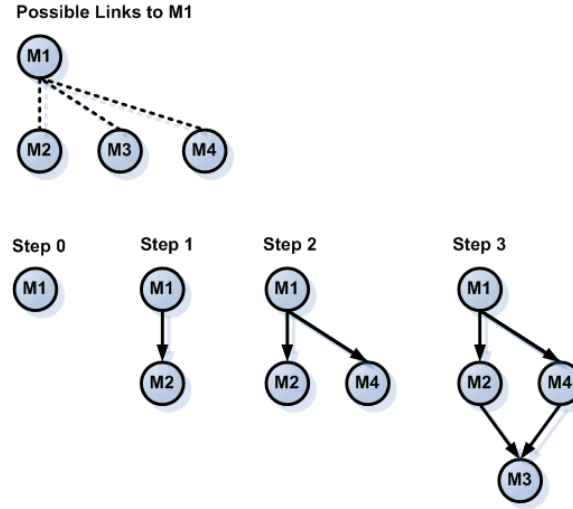 Possible Links to M1
M1
M2 M3 M4
Step 0 Step 1 Step 2 Step 3
M1 M1 M1 M1
M2 M2 M4 M2 M4
M3